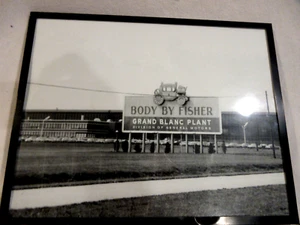 BODY BY FISHER
GRAND BLANC PLANT
DIVISION OF GENERAL MOTORS